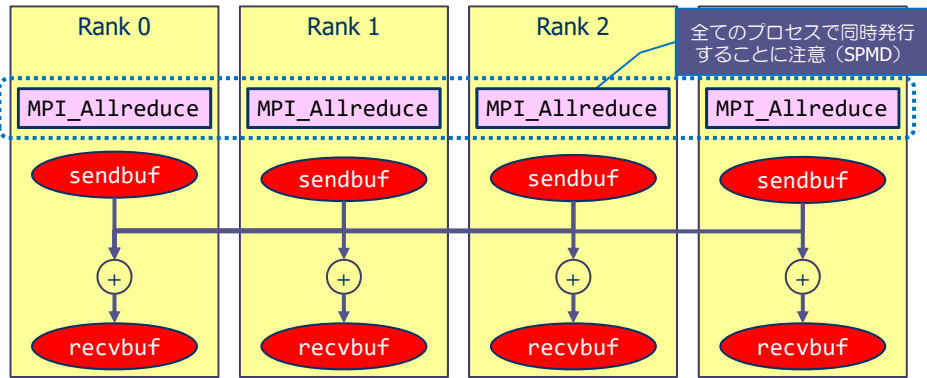 Rank 0
Rank 1
Rank 2
全てのプロセスで同時発行
することに注意（SPMD）
MPI_Allreduce
MPI_Allreduce
MPI_Allreduce
MPI_Allreduce
sendbuf
sendbuf
sendbuf
sendbuf
+
+
+
+
recvbuf
recvbuf
recvbuf
recvbuf